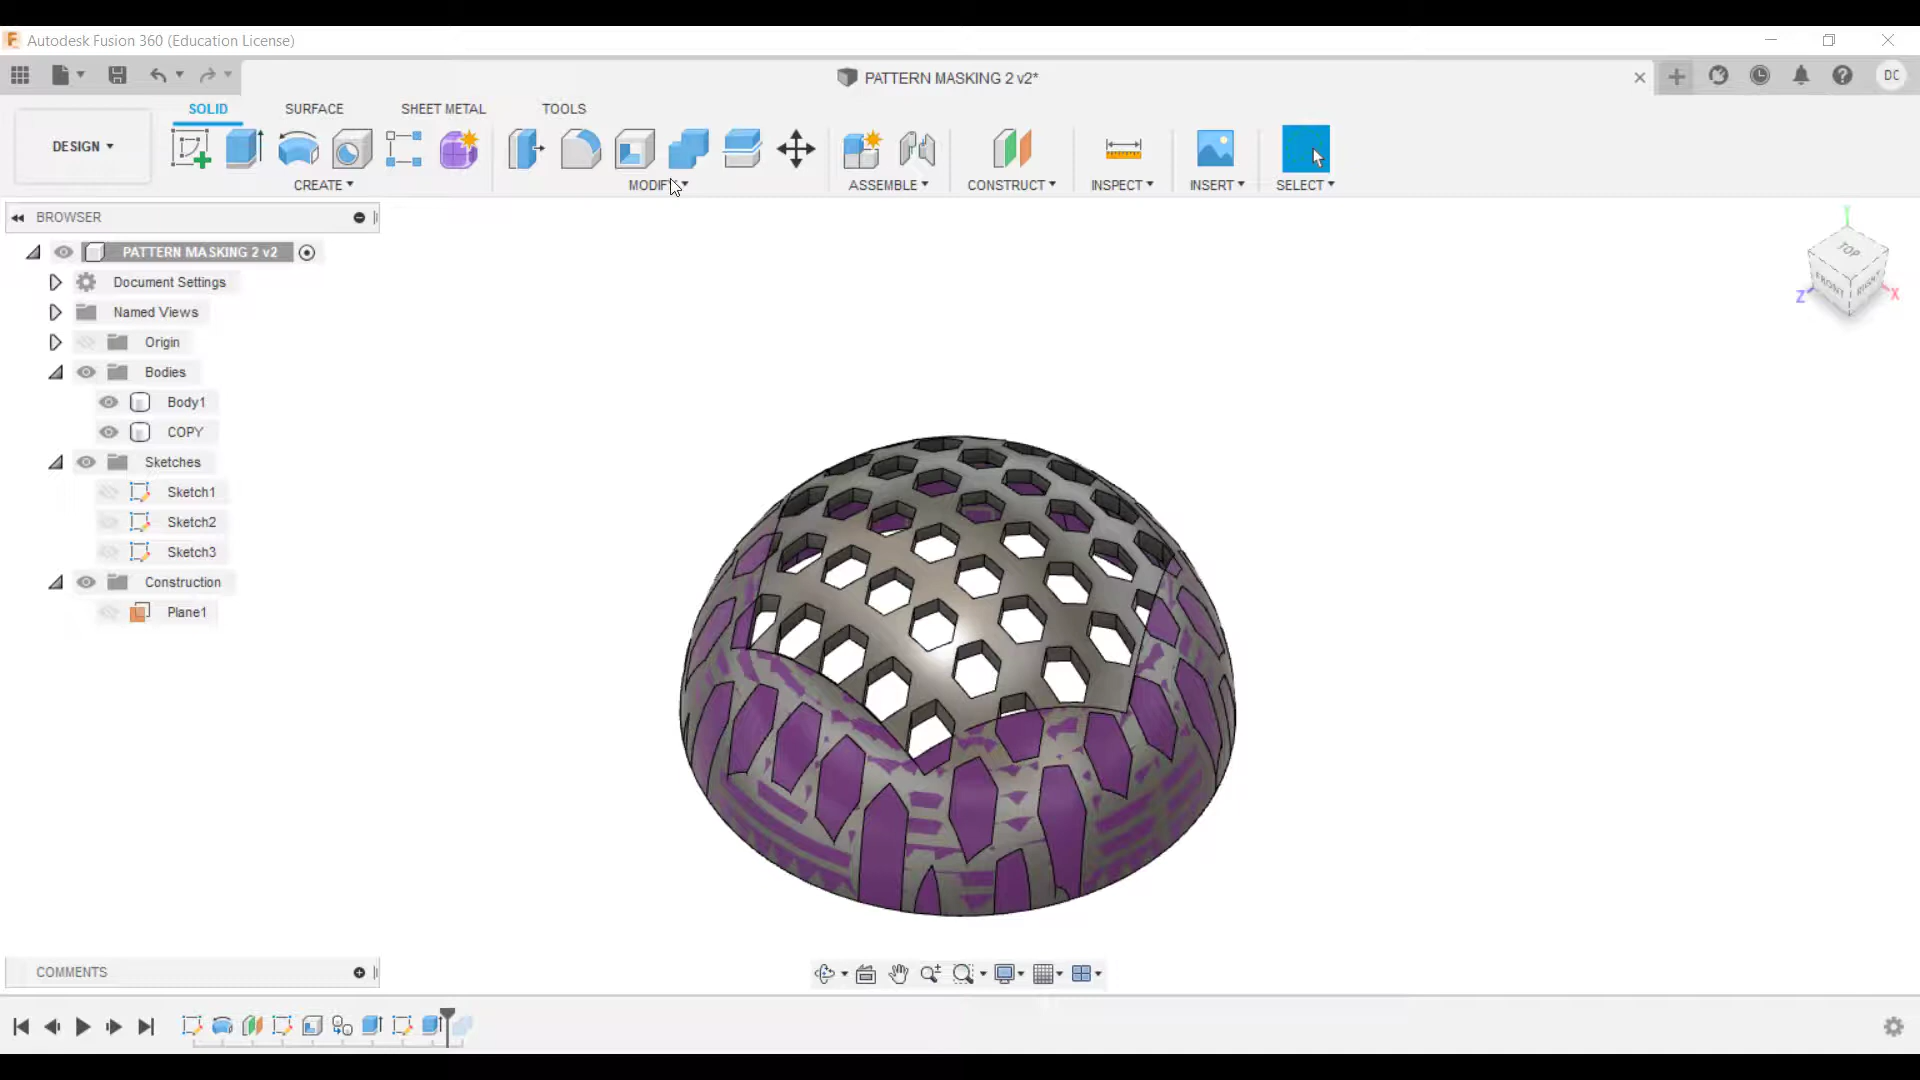 Autodesk Fusion 360 (Education License)
PATTERN MASKING 2 v2*
DC
DESIGN
SOLID
SURFACE
SHEET METAL
TOOLS
CREATE
MODIFY
ASSEMBLE
CONSTRUCT
INSPECT
INSERT
SELECT
BROWSER
PATTERN MASKING 2 v2
Document Settings
Named Views
Origin
Bodies
Body1
COPY
Sketches
Sketch1
Sketch2
Sketch3
Construction
Plane1
Y
TOP
FRONT
RIGHT
Z
X
COMMENTS